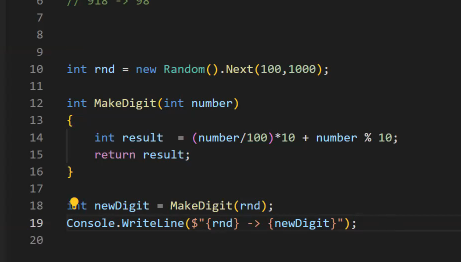 6 // 918 -> 98
7
8
9
10 int rnd = new Random().Next(100,1000);
11
12 int MakeDigit(int number)
13 {
14 int result  = (number/100)*10 + number % 10;
15 return result;
16 }
17
18 int newDigit = MakeDigit(rnd);
19 Console.WriteLine($"{rnd} -> {newDigit}");
20